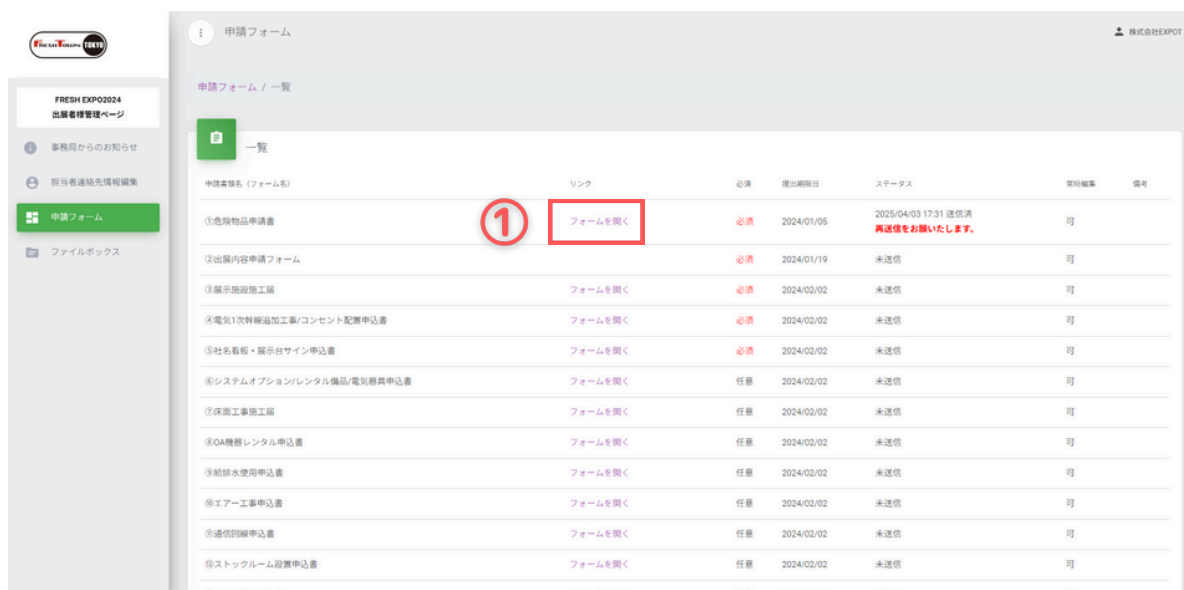 FRESH TOWN TOKYO
申請フォーム
株式会社EXPOT
FRESH EXPO2024
出展者様管理ページ
事務局からのお知らせ
担当者連絡先情報編集
申請フォーム
ファイルボックス
申請フォーム / 一覧
一覧
申請書類名（フォーム名） リンク 必須 提出期限日 ステータス 常時編集 備考
①危険物品申請書 ① フォームを開く 必須 2024/01/05 2025/04/03 17:31 送信済 可
再送信をお願いたします。
②出展内容申請フォーム 必須 2024/01/19 未送信 可
③展示施設施工届 フォームを開く 必須 2024/02/02 未送信 可
④電気1次幹線追加工事/コンセント配置申込書 フォームを開く 必須 2024/02/02 未送信 可
⑤社名看板・展示台サイン申込書 フォームを開く 必須 2024/02/02 未送信 可
⑥システムオプション/レンタル備品/電気器具申込書 フォームを開く 任意 2024/02/02 未送信 可
⑦床面工事施工届 フォームを開く 任意 2024/02/02 未送信 可
⑧OA機器レンタル申込書 フォームを開く 任意 2024/02/02 未送信 可
⑨給排水使用申込書 フォームを開く 任意 2024/02/02 未送信 可
⑩エアー工事申込書 フォームを開く 任意 2024/02/02 未送信 可
⑪通信回線申込書 フォームを開く 任意 2024/02/02 未送信 可
⑫ストックルーム設置申込書 フォームを開く 任意 2024/02/02 未送信 可